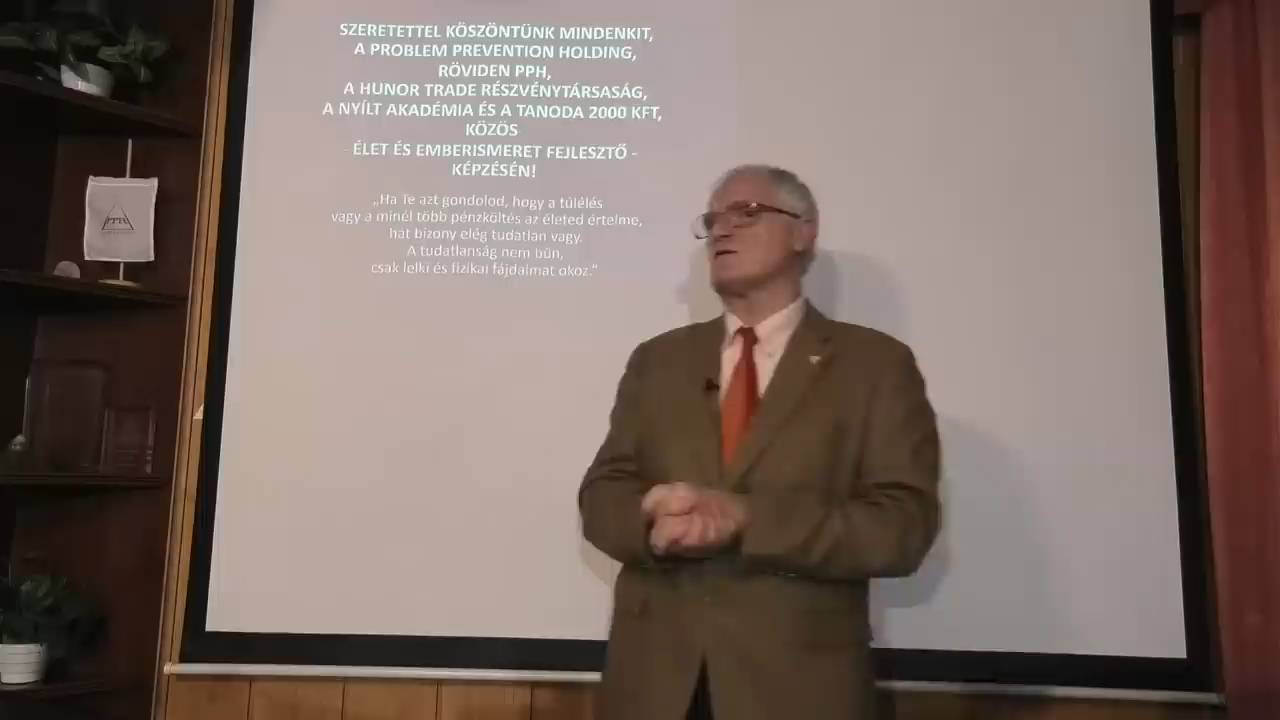 SZERETETTEL KÖSZÖNTÜNK MINDENKIT,
A PROBLEM PREVENTION HOLDING,
RÖVIDEN PPH,
A HUNOR TRADE RÉSZVÉNYTÁRSASÁG,
A NYÍLT AKADÉMIA ÉS A TANODA 2000 KFT,
KÖZÖS
- ÉLET ÉS EMBERISMERET FEJLESZTŐ -
KÉPZÉSÉN!
„Ha Te azt gondolod, hogy a túlélés
vagy a minél több pénzköltés az életed értelme,
hát bizony elég tudatlan vagy.
A tudatlanság nem bűn,
csak lelki és fizikai fájdalmat okoz.”
PPH